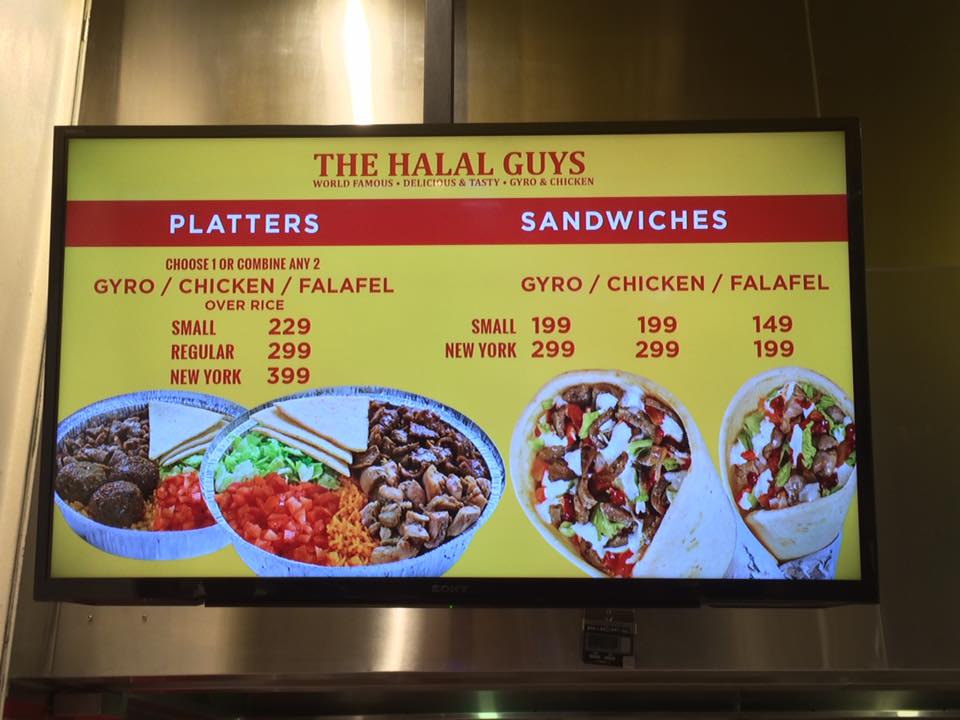 THE HALAL GUYS
WORLD FAMOUS • DELICIOUS & TASTY • GYRO & CHICKEN
PLATTERS
CHOOSE 1 OR COMBINE ANY 2
GYRO / CHICKEN / FALAFEL
OVER RICE
SMALL 229
REGULAR 299
NEW YORK 399
SANDWICHES
GYRO / CHICKEN / FALAFEL
SMALL 199 199 149
NEW YORK 299 299 199
SONY